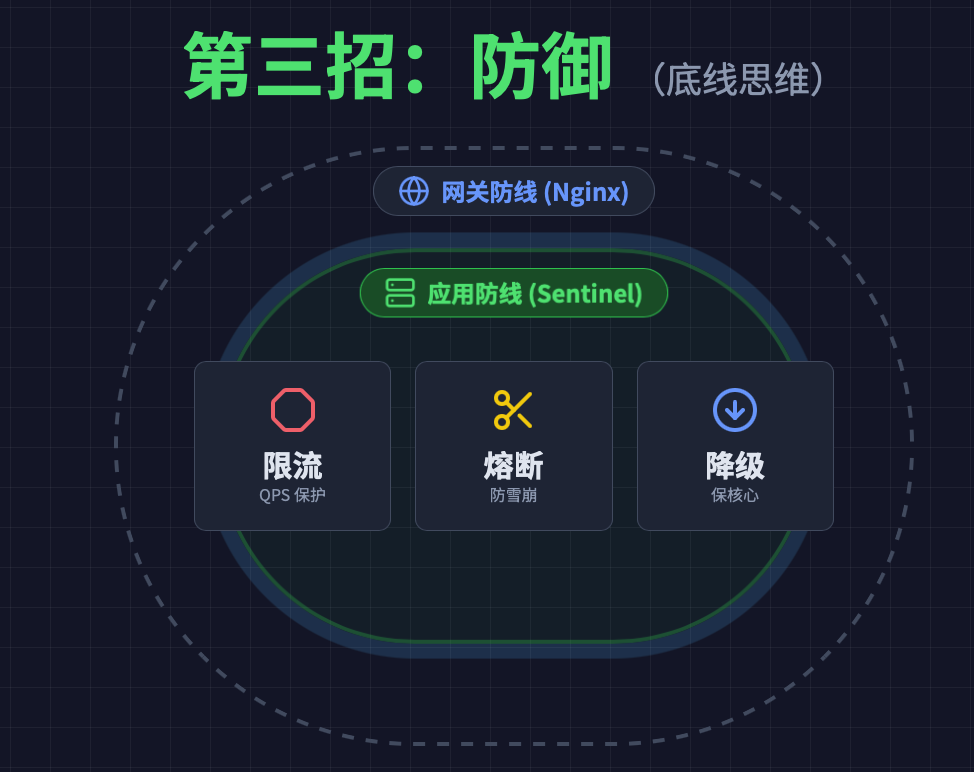 第三招：防御 （底线思维）
网关防线 (Nginx)
应用防线 (Sentinel)
限流
QPS 保护
熔断
防雪崩
降级
保核心